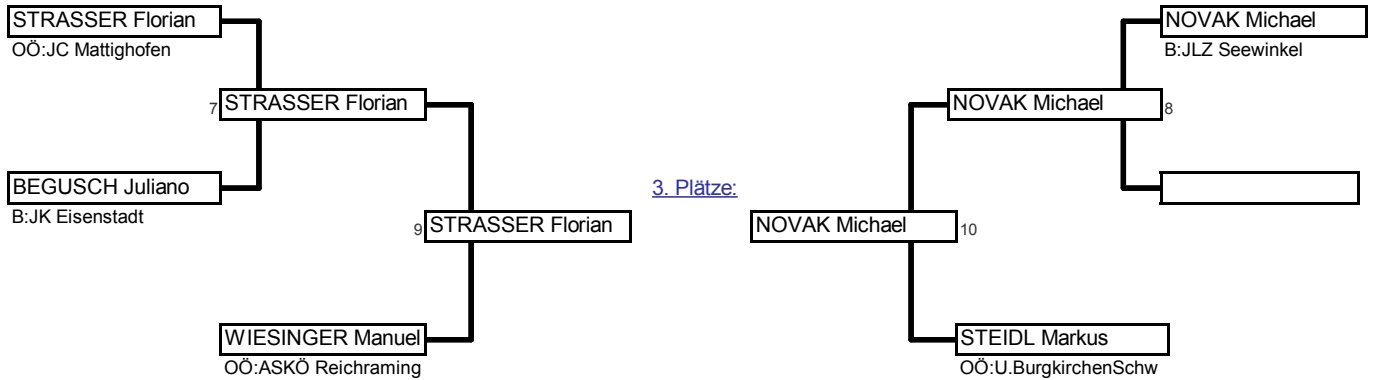 STRASSER Florian
OÖ:JC Mattighofen
7 STRASSER Florian
BEGUSCH Juliano
B:JK Eisenstadt
9 STRASSER Florian
WIESINGER Manuel
OÖ:ASKÖ Reichraming
3. Plätze:
NOVAK Michael
B:JLZ Seewinkel
NOVAK Michael 8
NOVAK Michael 10
STEIDL Markus
OÖ:U.BurgkirchenSchw